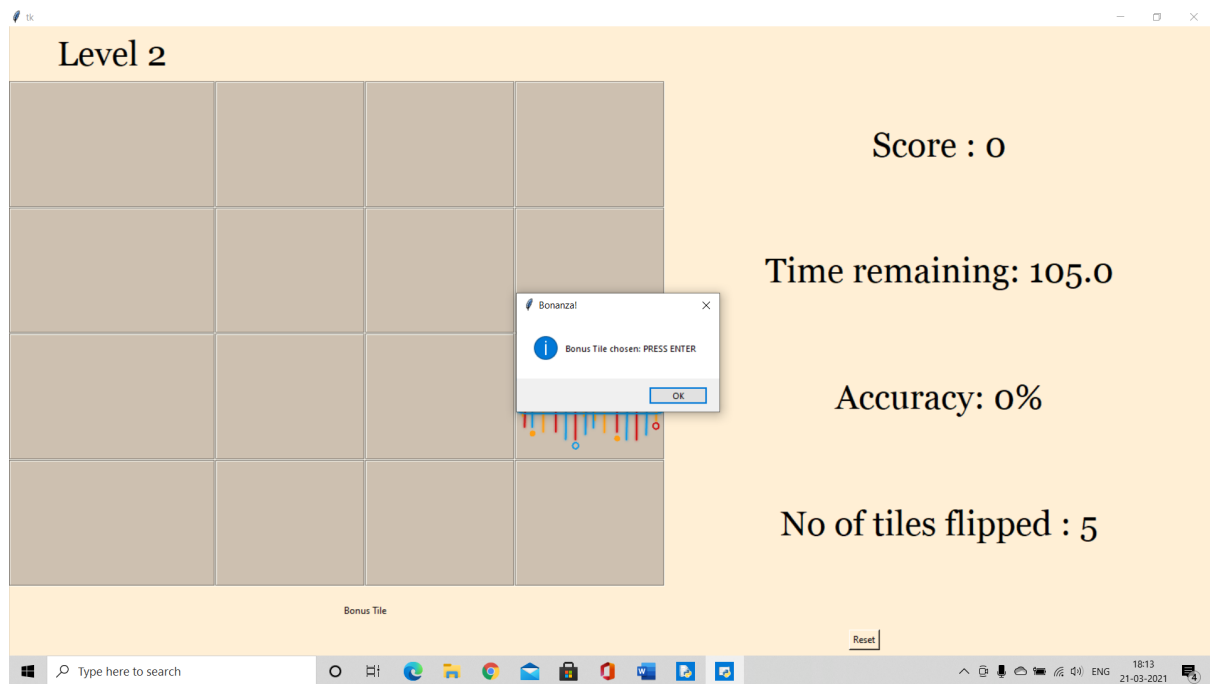 tk
Level 2
Score : 0
Time remaining: 105.0
Bonanza!
Bonus Tile chosen: PRESS ENTER
OK
Accuracy: 0%
No of tiles flipped : 5
Bonus Tile
Reset
Type here to search
ENG
18:13
21-03-2021
4